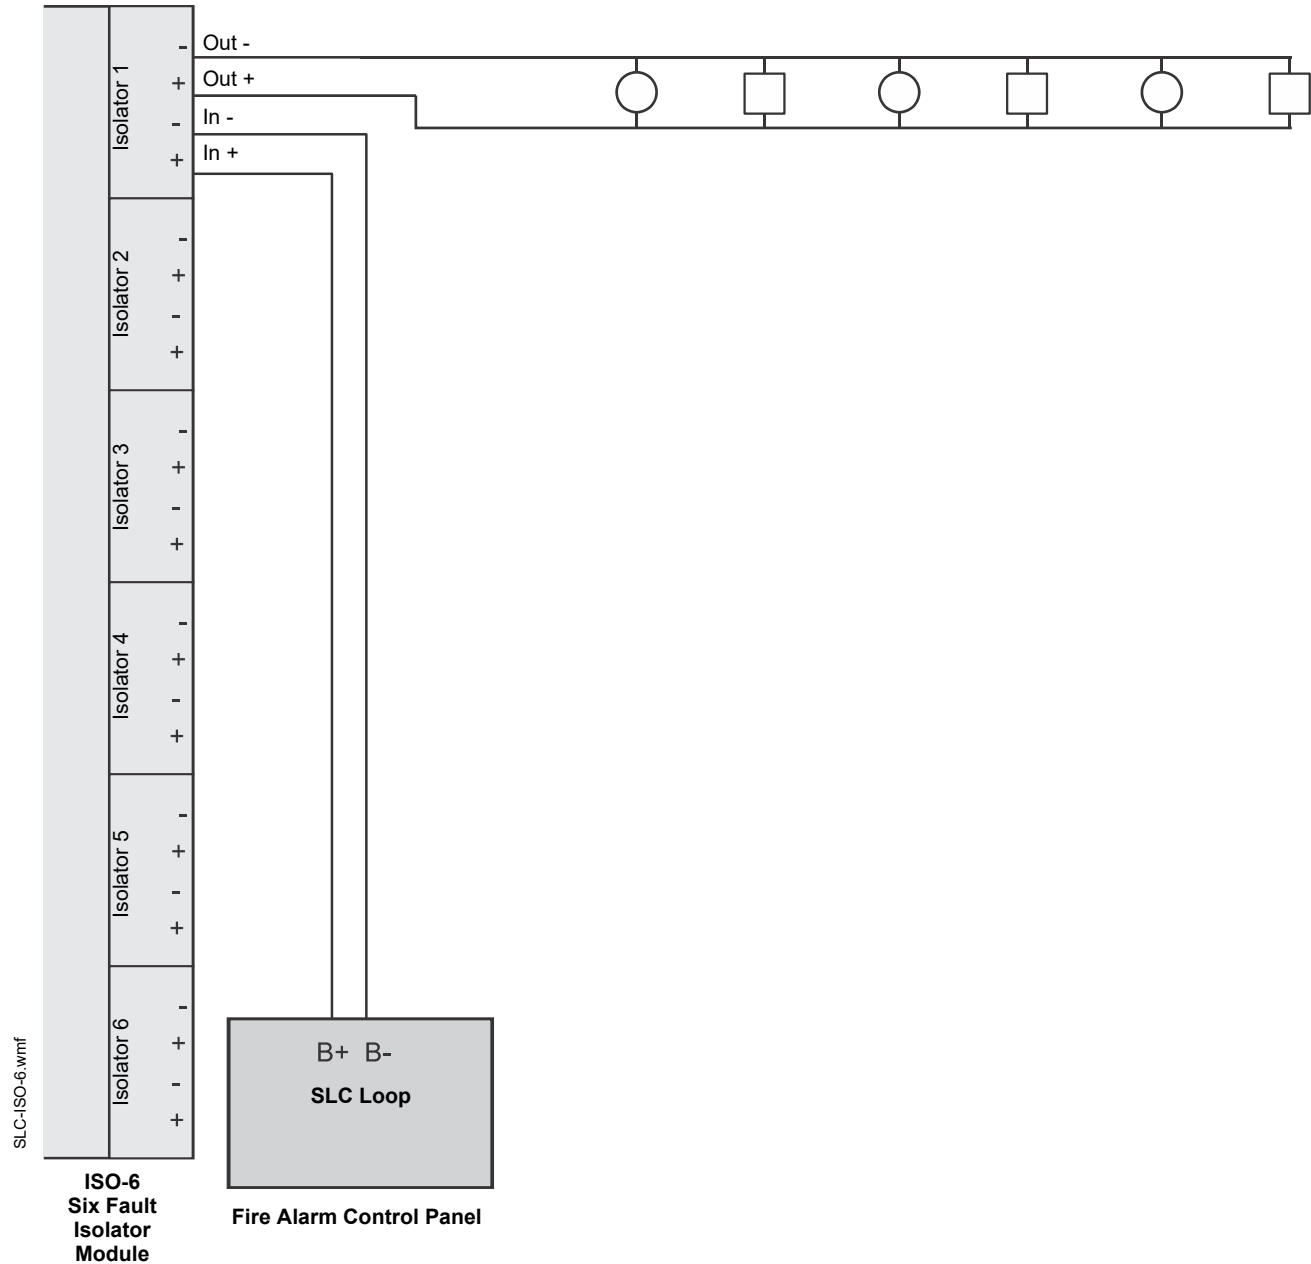 Isolator 1
-
+
-
+
Out -
Out +
In -
In +
Isolator 2
-
+
-
+
Isolator 3
-
+
-
+
Isolator 4
-
+
-
+
Isolator 5
-
+
-
+
Isolator 6
-
+
-
+
B+ B-
SLC Loop
SLC-ISO-6.wmf
ISO-6
Six Fault
Isolator
Module
Fire Alarm Control Panel